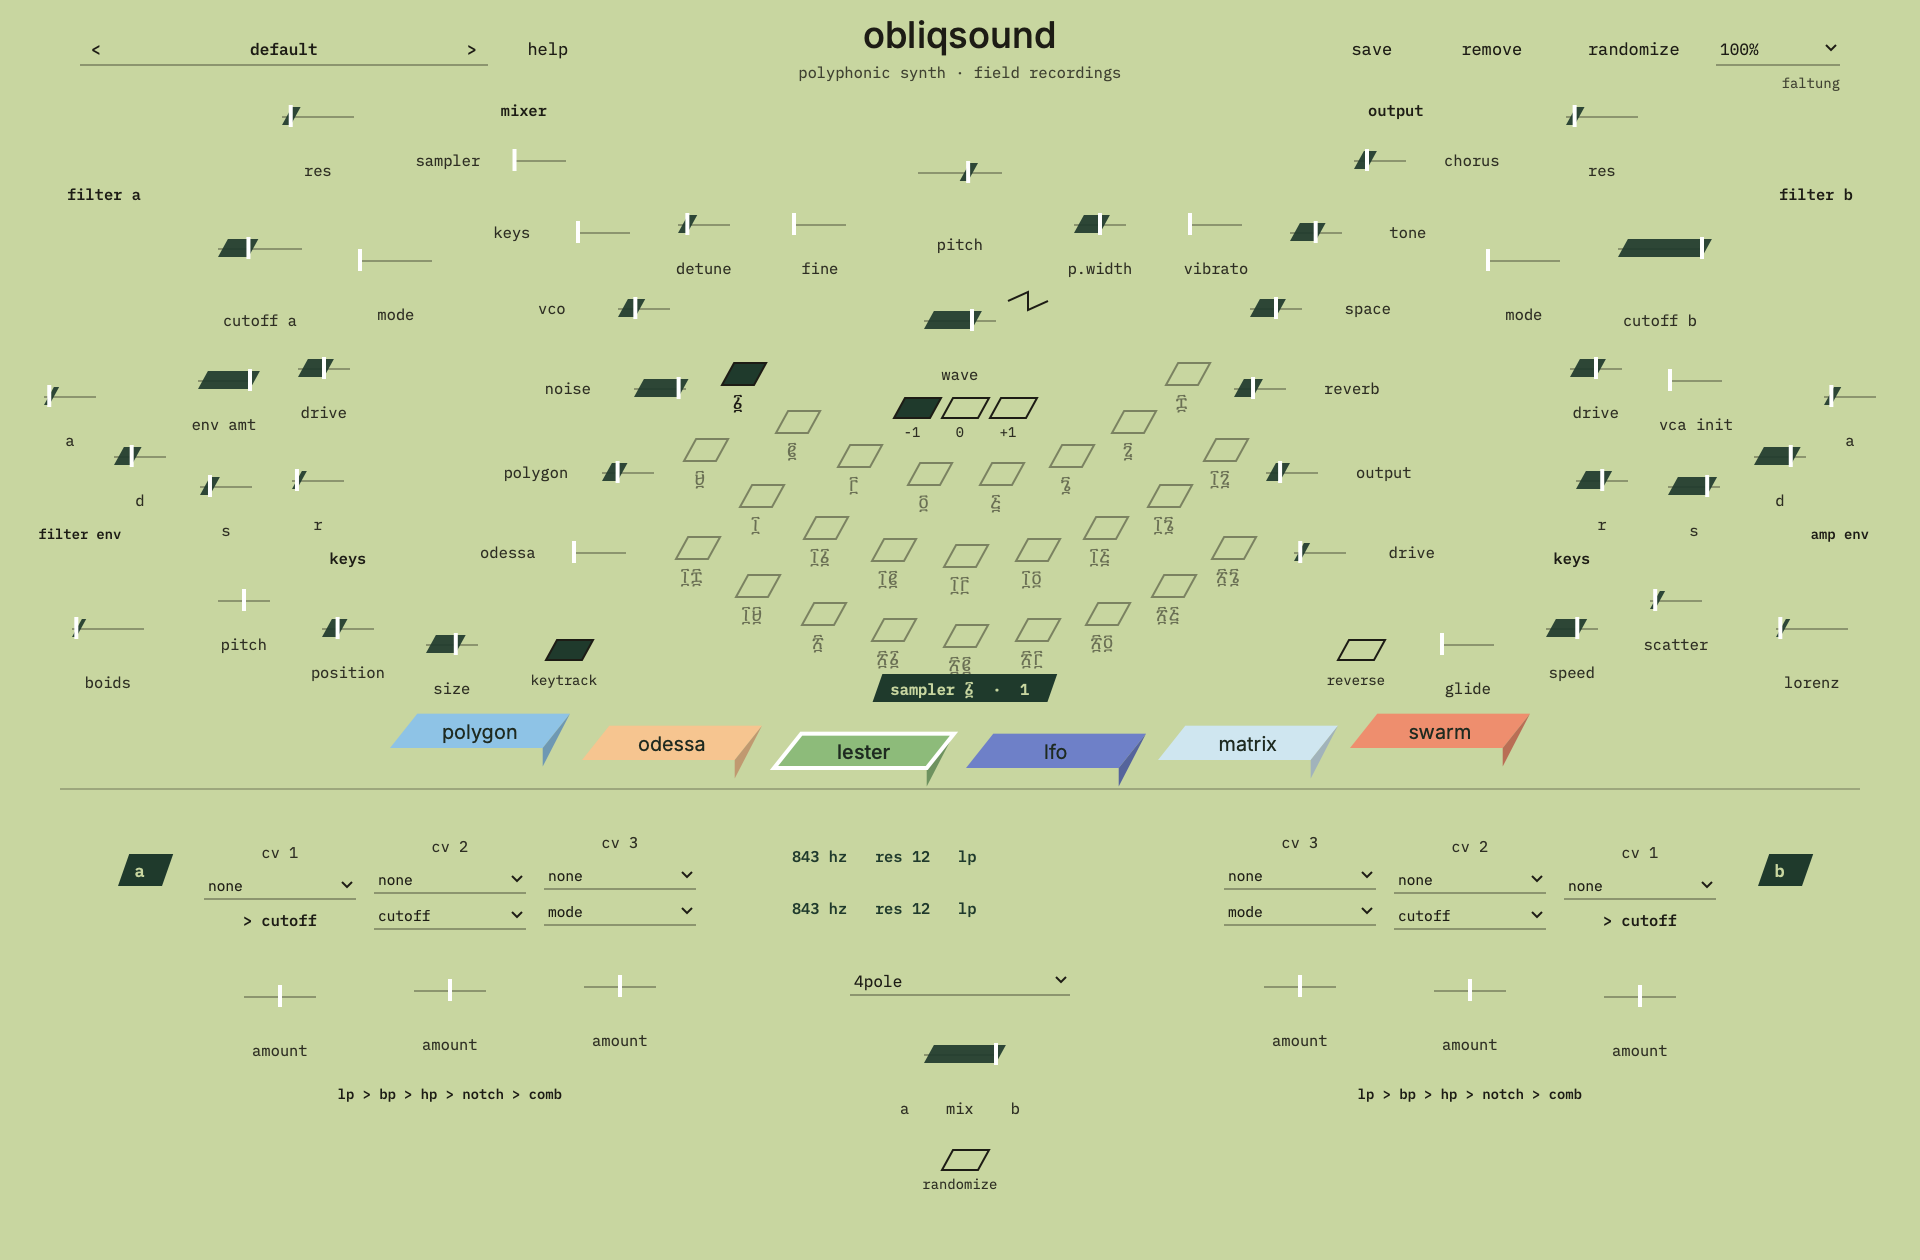 obliqsound
< default > help
save remove randomize 100%
polyphonic synth · field recordings
faltung
mixer
output
res
sampler
chorus
res
filter a
filter b
keys
tone
pitch
detune
fine
p.width
vibrato
vco
space
cutoff a
mode
mode
cutoff b
wave
noise
reverb
env amt
drive
drive
vca init
-1 0 +1
a
a
polygon
output
d
s
r
r
s
d
filter env
amp env
odessa
drive
keys
keys
pitch
scatter
position
size
keytrack
reverse
glide
speed
boids
lorenz
sampler · 1
polygon
odessa
lester
lfo
matrix
swarm
a
cv 1
cv 2
cv 3
843 hz res 12 lp
cv 3
cv 2
cv 1
b
none
none
none
none
none
none
843 hz res 12 lp
> cutoff
cutoff
mode
mode
cutoff
> cutoff
4pole
amount
amount
amount
amount
amount
amount
lp > bp > hp > notch > comb
lp > bp > hp > notch > comb
a mix b
randomize